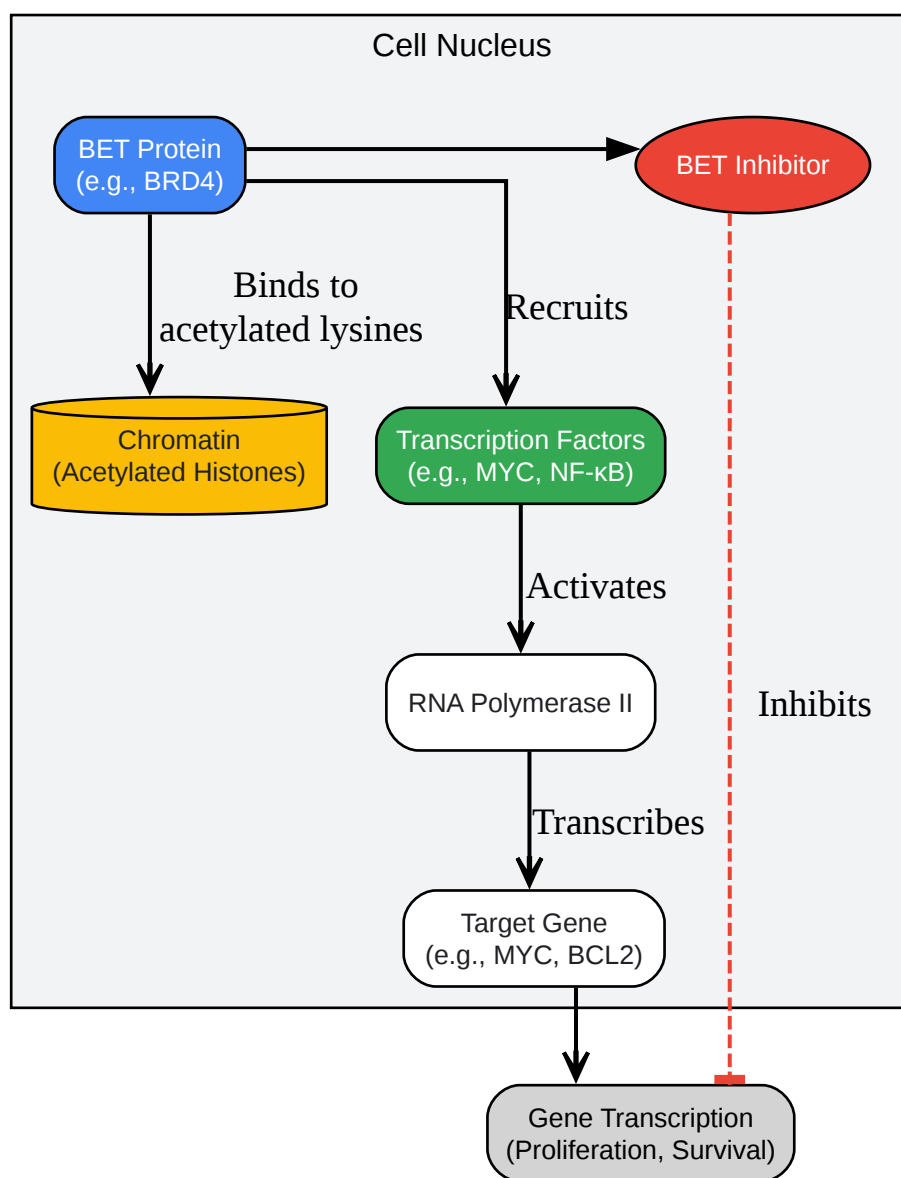 Cell Nucleus
BET Protein
(e.g., BRD4)
BET Inhibitor
Binds to
acetylated lysines
Recruits
Chromatin
(Acetylated Histones)
Transcription Factors
(e.g., MYC, NF-κB)
Activates
RNA Polymerase II
Inhibits
Transcribes
Target Gene
(e.g., MYC, BCL2)
Gene Transcription
(Proliferation, Survival)